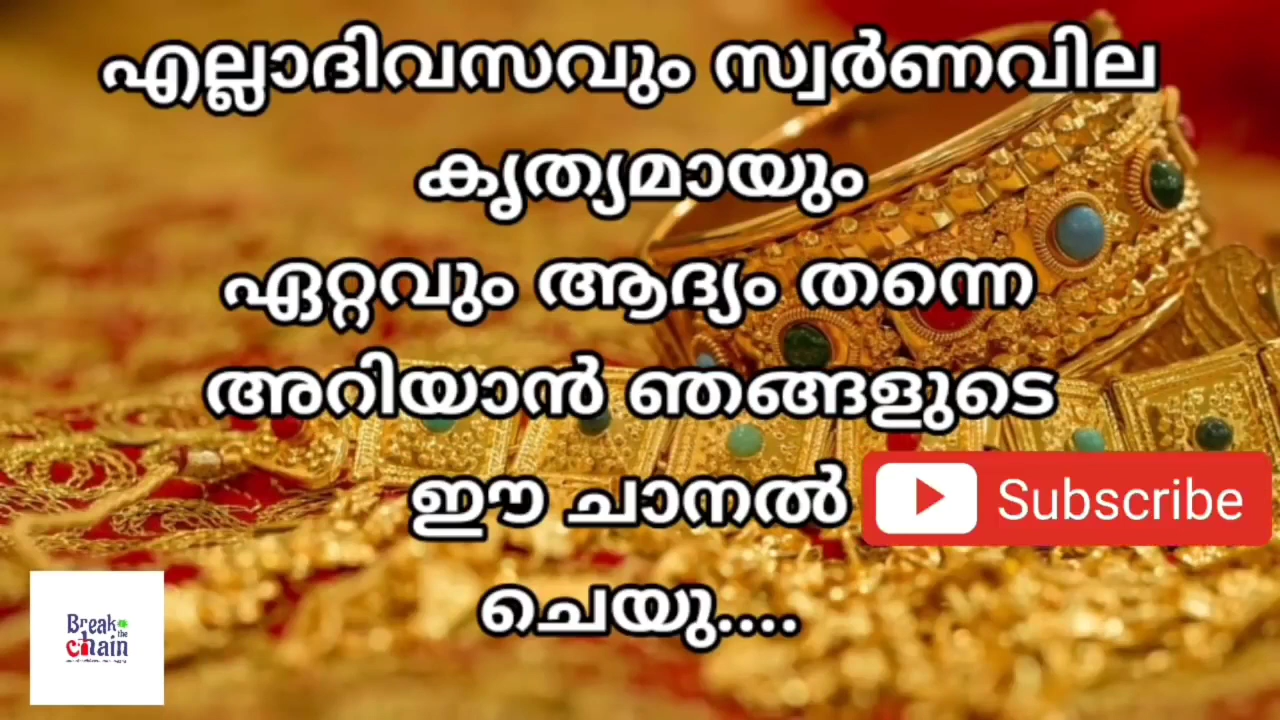 എല്ലാദിവസവും സ്വർണവില
കൃത്യമായും
ഏറ്റവും ആദ്യം തന്നെ
അറിയാൻ ഞങ്ങളുടെ
ഈ ചാനൽ Subscribe
ചെയു....
Break
the
chain